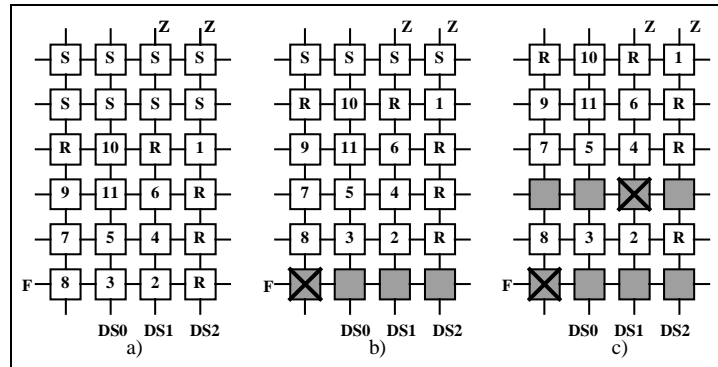 Z Z Z Z Z Z
S S S S S S S S R 10 R 1
S S S S R 10 R 1 9 11 6 R
R 10 R 1 9 11 6 R 7 5 4 R
9 11 6 R 7 5 4 R
7 5 4 R 8 3 2 R 8 3 2 R
F 8 3 2 R F F
DS0 DS1 DS2 DS0 DS1 DS2 DS0 DS1 DS2
a) b) c)